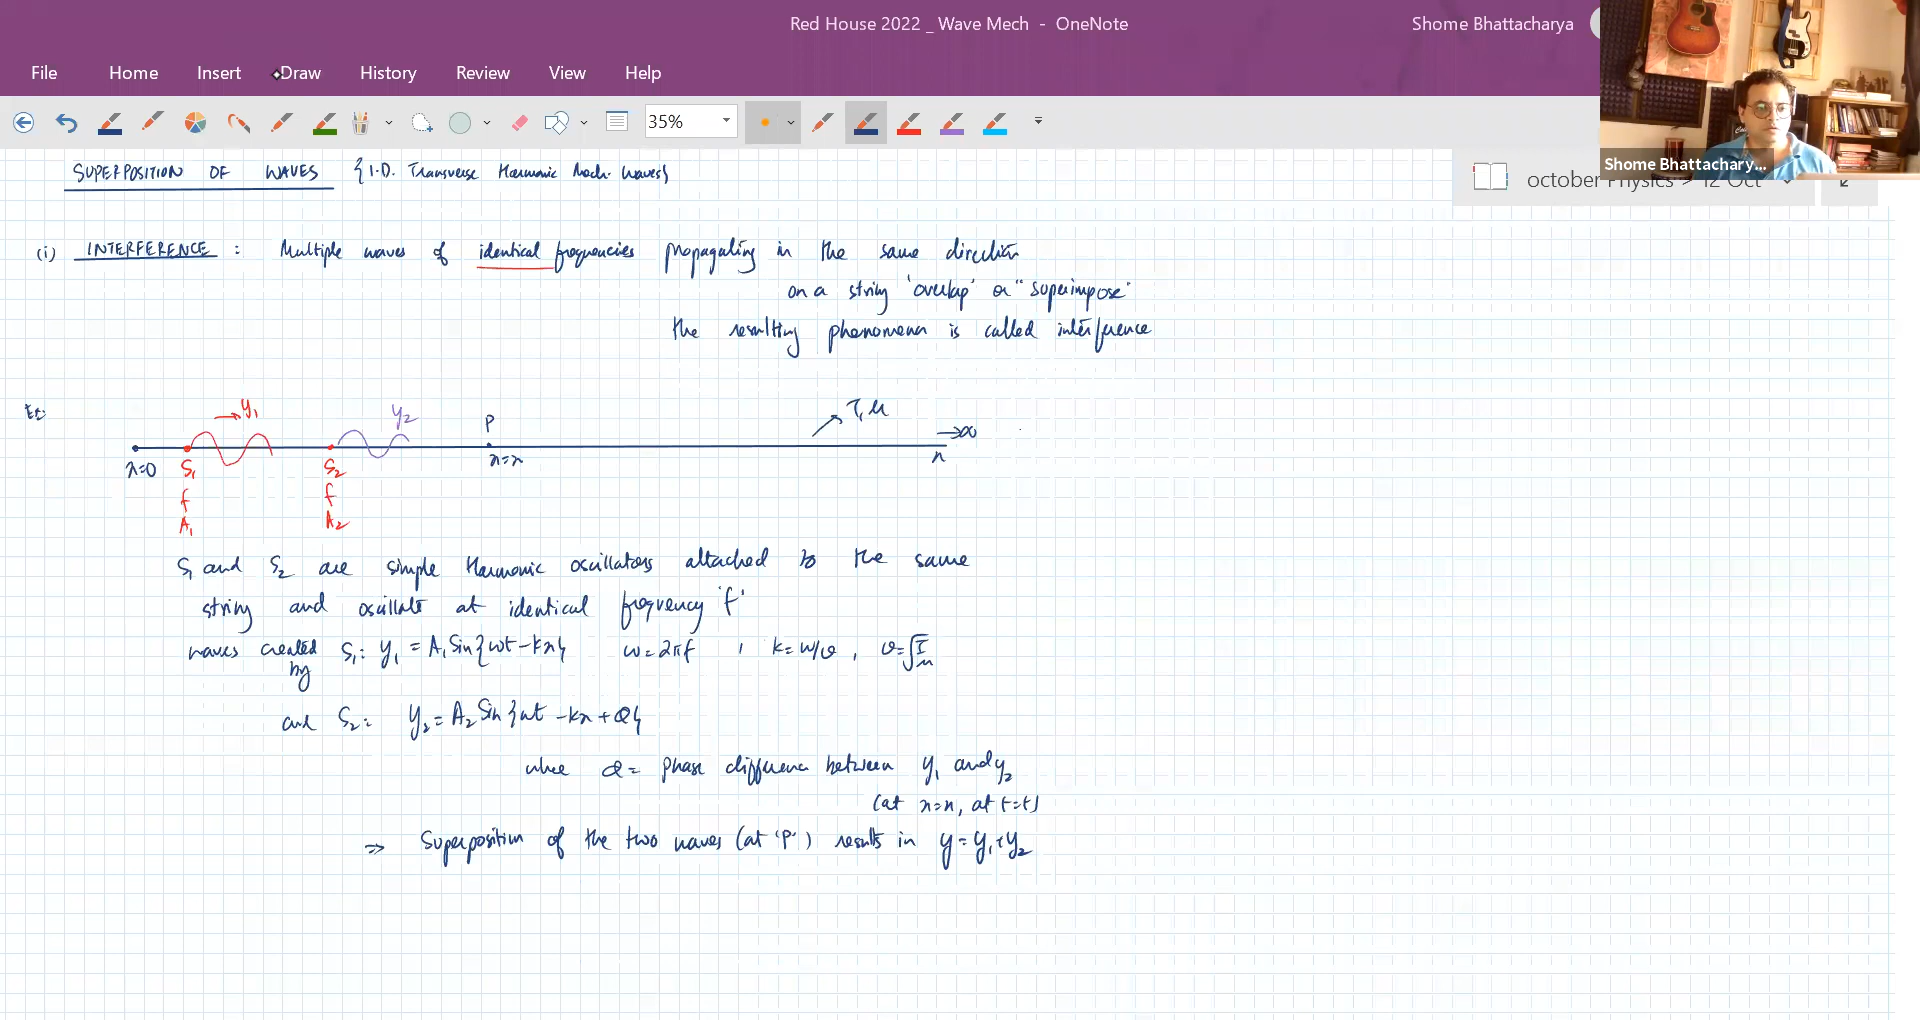 Red House 2022 _ Wave Mech - OneNote
Shome Bhattacharya
File Home Insert Draw History Review View Help
35%
Shome Bhattachary...
october Physics > 12 Oct
SUPERPOSITION OF WAVES {1.D. Transverse Harmonic Mech. Waves}
(i) INTERFERENCE : Multiple waves of identical frequencies propagating in the same direction
on a string 'overlap' or "superimpose"
the resulting phenomena is called interference
Ex:
y₁ y₂ P T, μ
→∞
x=0 S₁ S₂ x=x x
f f
A₁ A₂
S₁ and S₂ are simple Harmonic oscillators attached to the same
string and oscillate at identical frequency 'f'
waves created by S₁: y₁ = A₁ Sin{ωt-kx} ω=2πf , k=ω/v , v=√(T/μ)
and S₂: y₂ = A₂ Sin{ωt-kx+Q}
where Q= phase difference between y₁ and y₂
(at x=x, at t=t)
⇒ Superposition of the two waves (at 'P') results in y=y₁+y₂